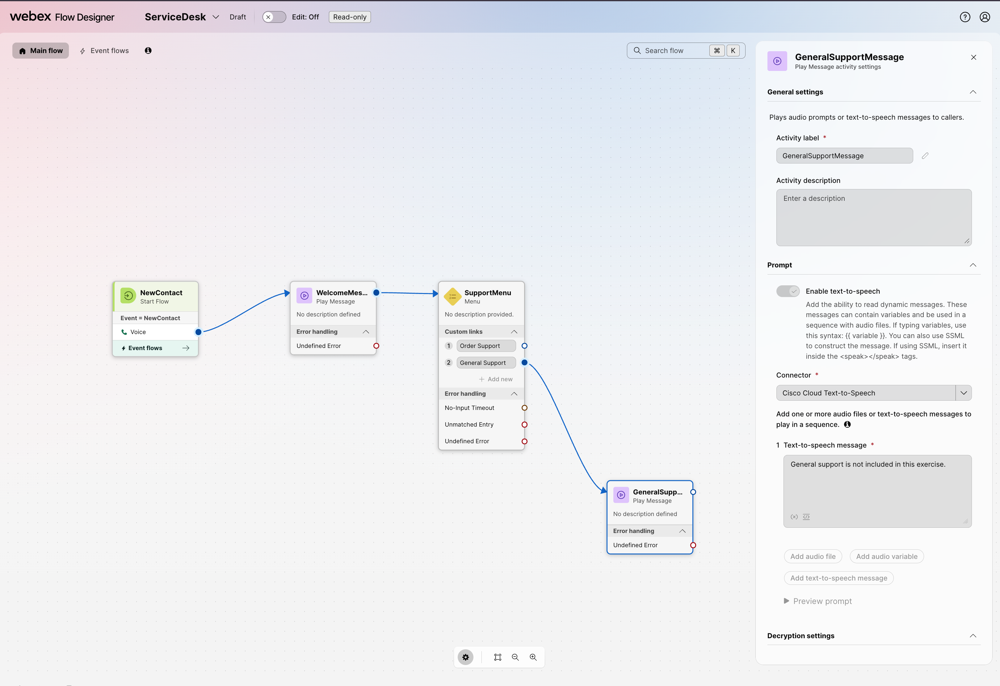 webex Flow Designer
ServiceDesk
Draft
Edit: Off
Read-only
Main flow
Event flows
Search flow
⌘
K
NewContact
Start Flow
Event = NewContact
Voice
Event flows
WelcomeMes...
Play Message
No description defined
Error handling
Undefined Error
SupportMenu
Menu
No description provided.
Custom links
1 Order Support
2 General Support
+ Add new
Error handling
No-Input Timeout
Unmatched Entry
Undefined Error
GeneralSupp...
Play Message
No description defined
Error handling
Undefined Error
GeneralSupportMessage
Play Message activity settings
General settings
Plays audio prompts or text-to-speech messages to callers.
Activity label *
GeneralSupportMessage
Activity description
Enter a description
Prompt
Enable text-to-speech
Add the ability to read dynamic messages. These
messages can contain variables and be used in a
sequence with audio files. If typing variables, use
this syntax: {{ variable }}. You can also use SSML
to construct the message. If using SSML, insert it
inside the <speak></speak> tags.
Connector *
Cisco Cloud Text-to-Speech
Add one or more audio files or text-to-speech messages to
play in a sequence.
1 Text-to-speech message *
General support is not included in this exercise.
Add audio file
Add audio variable
Add text-to-speech message
Preview prompt
Decryption settings